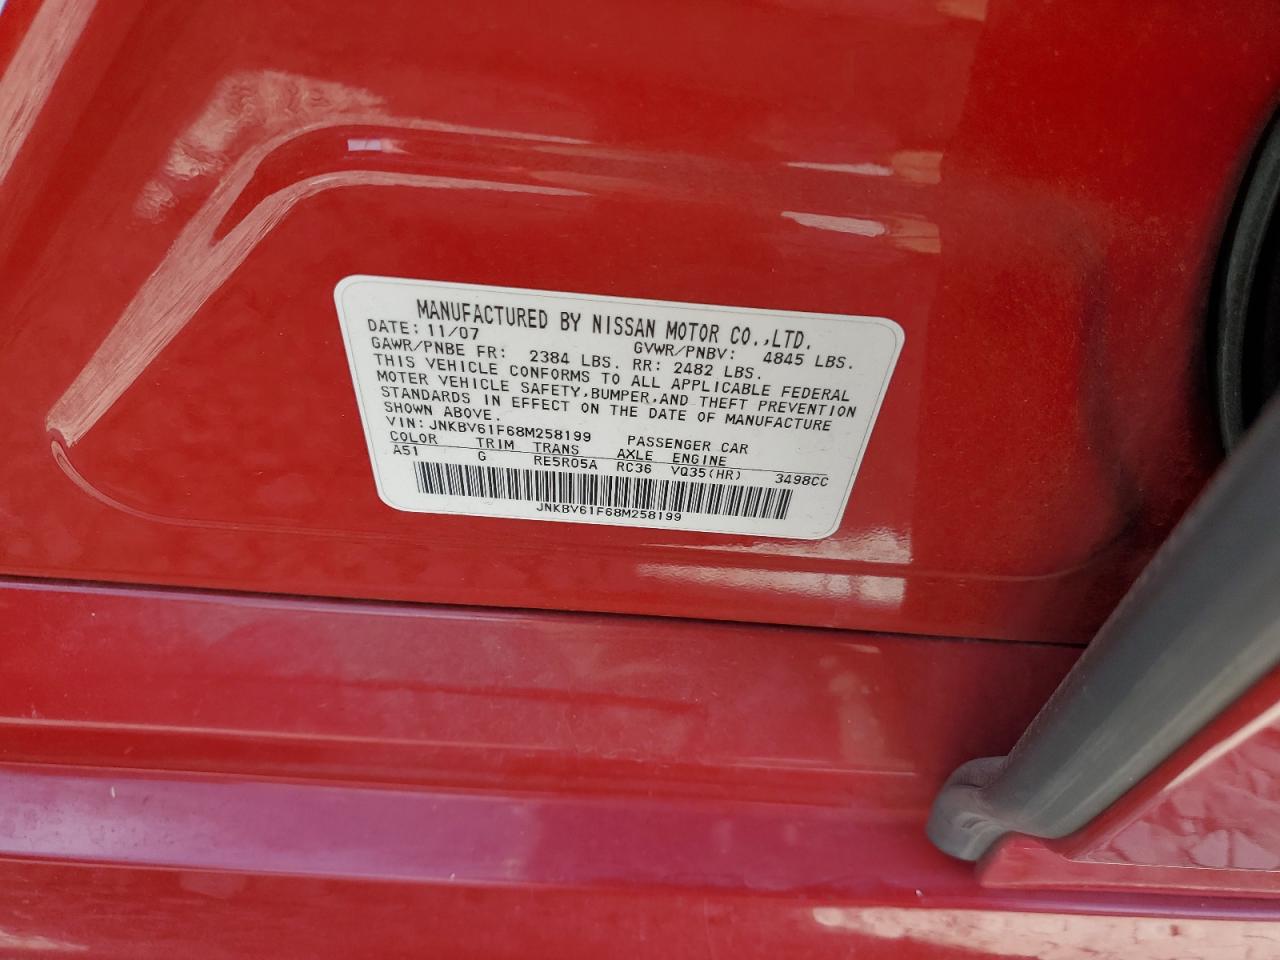 MANUFACTURED BY NISSAN MOTOR CO.,LTD.
DATE: 11/07 GVWR/PNBV: 4845 LBS.
GAWR/PNBE FR: 2384 LBS. RR: 2482 LBS.
THIS VEHICLE CONFORMS TO ALL APPLICABLE FEDERAL
MOTER VEHICLE SAFETY,BUMPER,AND THEFT PREVENTION
STANDARDS IN EFFECT ON THE DATE OF MANUFACTURE
SHOWN ABOVE.
VIN: JNKBV61F68M258199 PASSENGER CAR
COLOR TRIM TRANS AXLE ENGINE
A51 G RE5R05A RC36 VQ35(HR) 3498CC
JNKBV61F68M258199